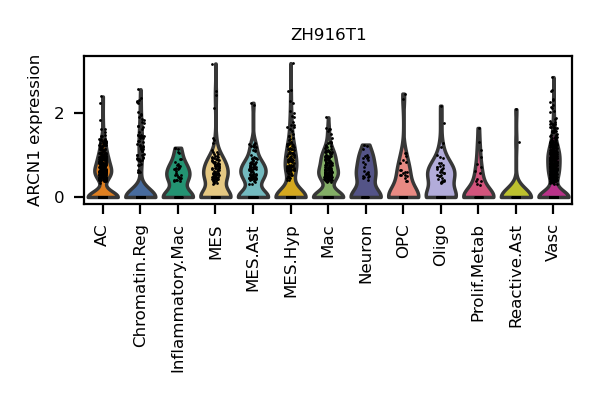 ZH916T1
ARCN1 expression
2
0
AC
Chromatin.Reg
Inflammatory.Mac
MES
MES.Ast
MES.Hyp
Mac
Neuron
OPC
Oligo
Prolif.Metab
Reactive.Ast
Vasc